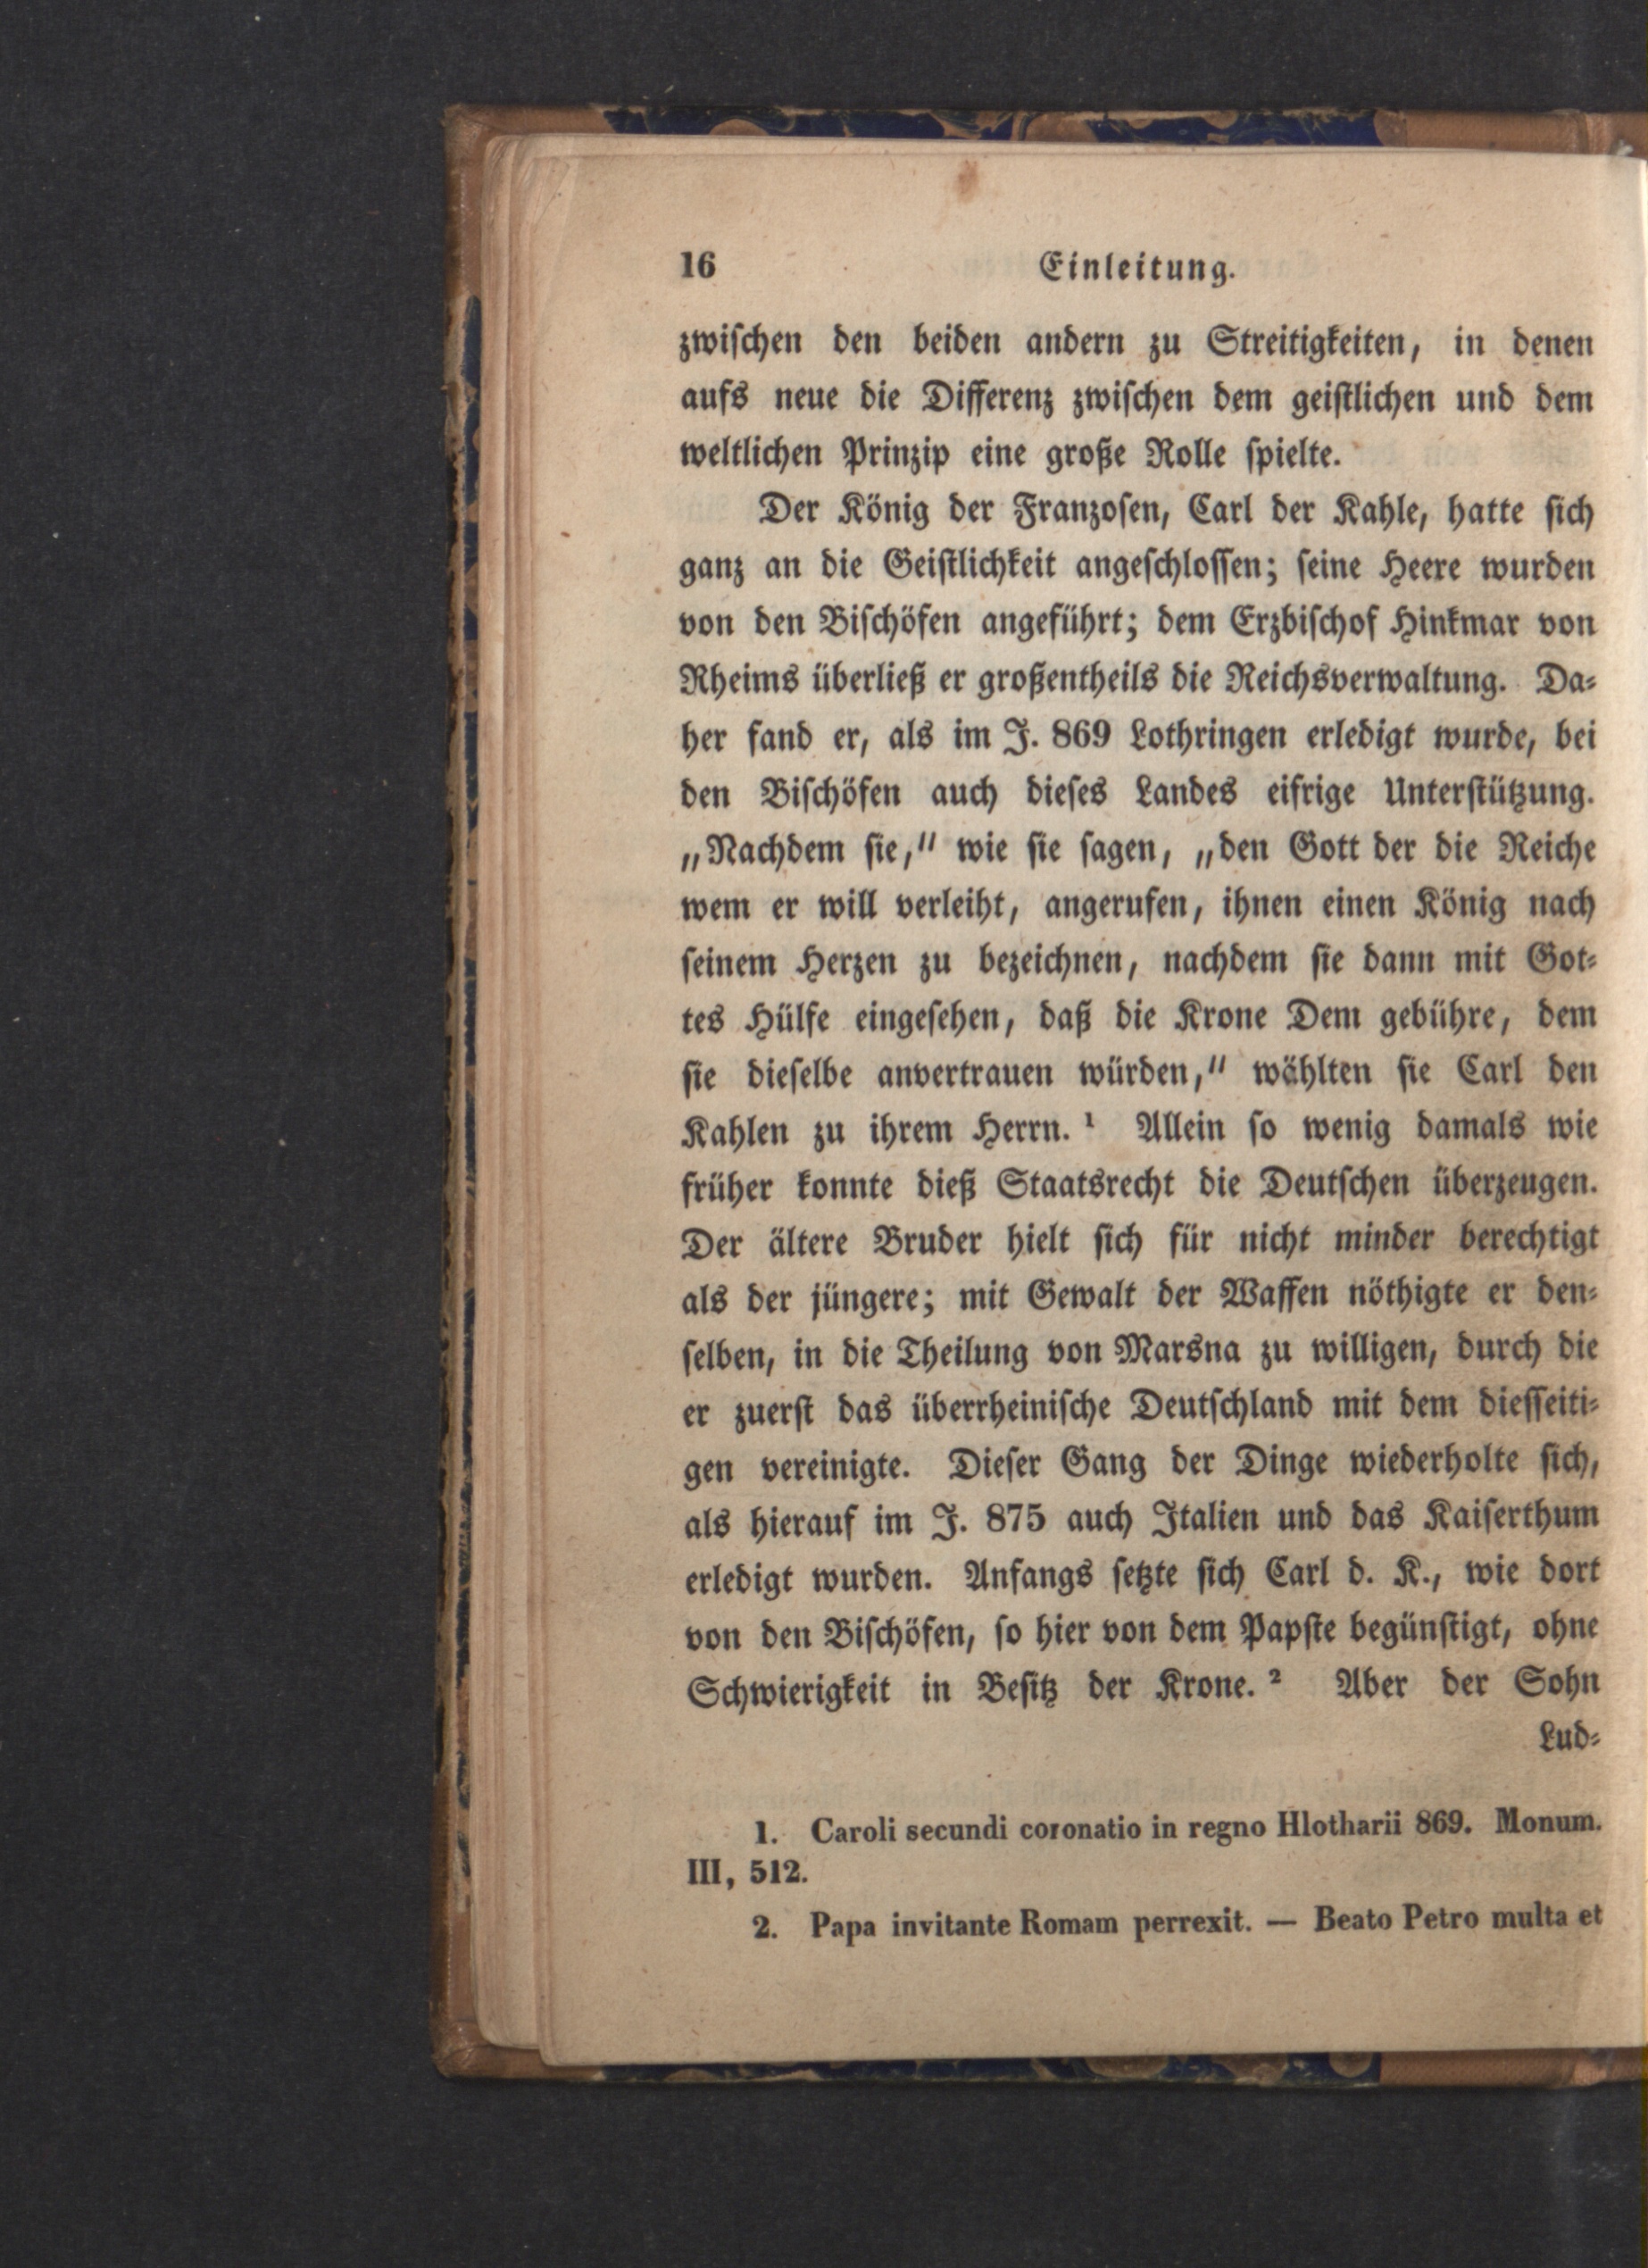 16 Einleitung.
zwiſchen den beiden andern zu Streitigkeiten, in denen
aufs neue die Differenz zwiſchen dem geiſtlichen und dem
weltlichen Prinzip eine große Rolle ſpielte.
Der König der Franzoſen, Carl der Kahle, hatte ſich
ganz an die Geiſtlichkeit angeſchloſſen; ſeine Heere wurden
von den Biſchöfen angeführt; dem Erzbiſchof Hinkmar von
Rheims überließ er großentheils die Reichsverwaltung. Da⸗
her fand er, als im J. 869 Lothringen erledigt wurde, bei
den Biſchöfen auch dieſes Landes eifrige Unterſtützung.
„Nachdem ſie,“ wie ſie ſagen, „den Gott der die Reiche
wem er will verleiht, angerufen, ihnen einen König nach
ſeinem Herzen zu bezeichnen, nachdem ſie dann mit Got⸗
tes Hülfe eingeſehen, daß die Krone Dem gebühre, dem
ſie dieſelbe anvertrauen würden,“ wählten ſie Carl den
Kahlen zu ihrem Herrn. ¹ Allein ſo wenig damals wie
früher konnte dieß Staatsrecht die Deutſchen überzeugen.
Der ältere Bruder hielt ſich für nicht minder berechtigt
als der jüngere; mit Gewalt der Waffen nöthigte er den⸗
ſelben, in die Theilung von Marsna zu willigen, durch die
er zuerſt das überrheiniſche Deutſchland mit dem dieſſeiti⸗
gen vereinigte. Dieſer Gang der Dinge wiederholte ſich,
als hierauf im J. 875 auch Italien und das Kaiſerthum
erledigt wurden. Anfangs ſetzte ſich Carl d. K., wie dort
von den Biſchöfen, ſo hier von dem Papſte begünſtigt, ohne
Schwierigkeit in Beſitz der Krone. ² Aber der Sohn
Lud⸗
1. Caroli secundi coronatio in regno Hlotharii 869. Monum.
III, 512.
2. Papa invitante Romam perrexit. — Beato Petro multa et